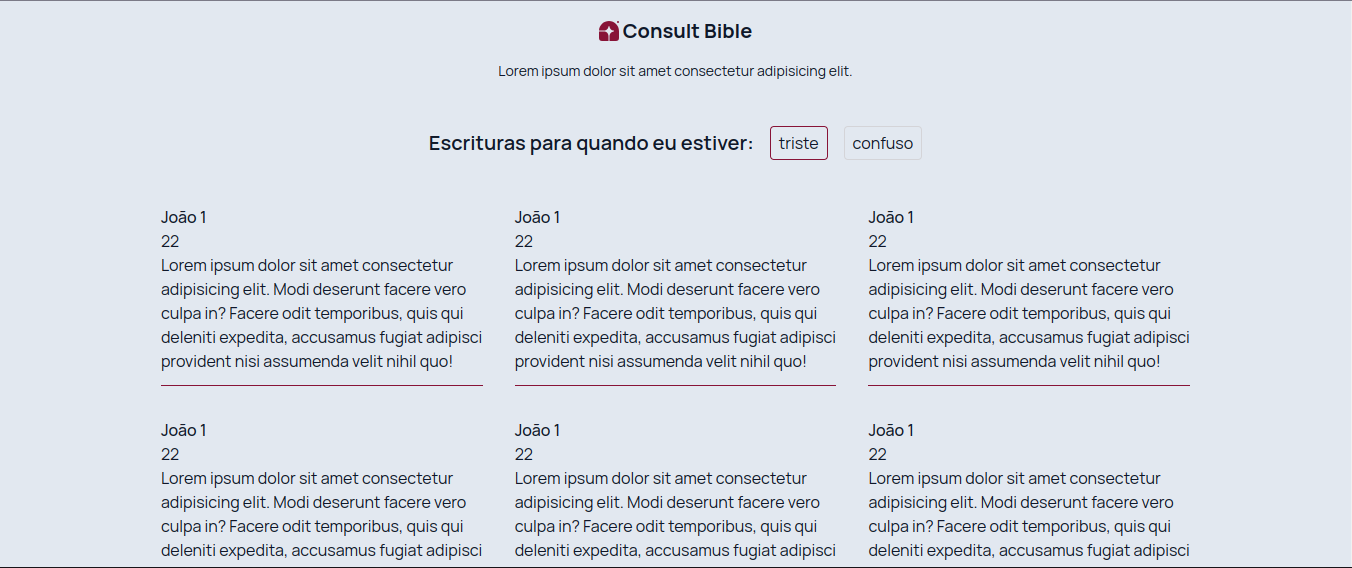 Consult Bible
Lorem ipsum dolor sit amet consectetur adipisicing elit.
Escrituras para quando eu estiver: triste confuso
João 1
22
Lorem ipsum dolor sit amet consectetur
adipisicing elit. Modi deserunt facere vero
culpa in? Facere odit temporibus, quis qui
deleniti expedita, accusamus fugiat adipisci
provident nisi assumenda velit nihil quo!
João 1
22
Lorem ipsum dolor sit amet consectetur
adipisicing elit. Modi deserunt facere vero
culpa in? Facere odit temporibus, quis qui
deleniti expedita, accusamus fugiat adipisci
provident nisi assumenda velit nihil quo!
João 1
22
Lorem ipsum dolor sit amet consectetur
adipisicing elit. Modi deserunt facere vero
culpa in? Facere odit temporibus, quis qui
deleniti expedita, accusamus fugiat adipisci
provident nisi assumenda velit nihil quo!
João 1
22
Lorem ipsum dolor sit amet consectetur
adipisicing elit. Modi deserunt facere vero
culpa in? Facere odit temporibus, quis qui
deleniti expedita, accusamus fugiat adipisci
João 1
22
Lorem ipsum dolor sit amet consectetur
adipisicing elit. Modi deserunt facere vero
culpa in? Facere odit temporibus, quis qui
deleniti expedita, accusamus fugiat adipisci
João 1
22
Lorem ipsum dolor sit amet consectetur
adipisicing elit. Modi deserunt facere vero
culpa in? Facere odit temporibus, quis qui
deleniti expedita, accusamus fugiat adipisci